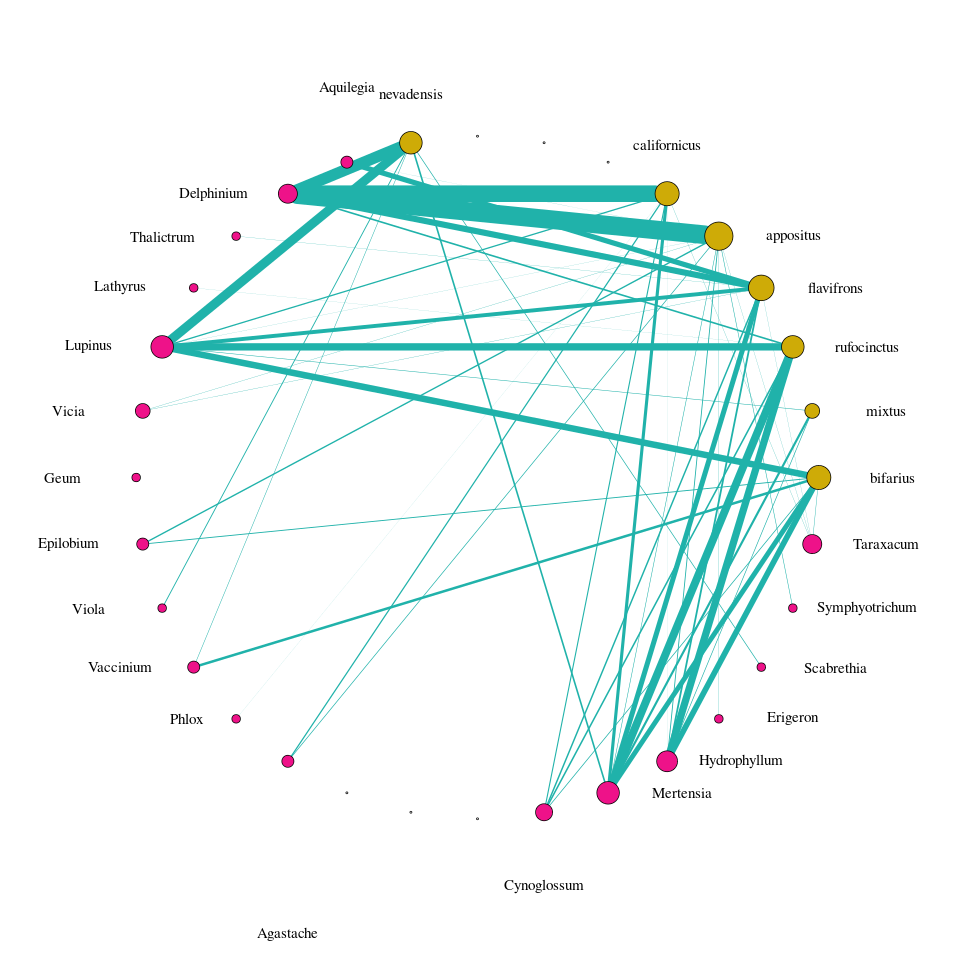 Aquilegia
nevadensis
californicus
Delphinium
appositus
Thalictrum
Lathyrus
flavifrons
Lupinus
rufocinctus
Vicia
mixtus
Geum
bifarius
Epilobium
Taraxacum
Viola
Symphyotrichum
Vaccinium
Scabrethia
Phlox
Erigeron
Hydrophyllum
Mertensia
Cynoglossum
Agastache